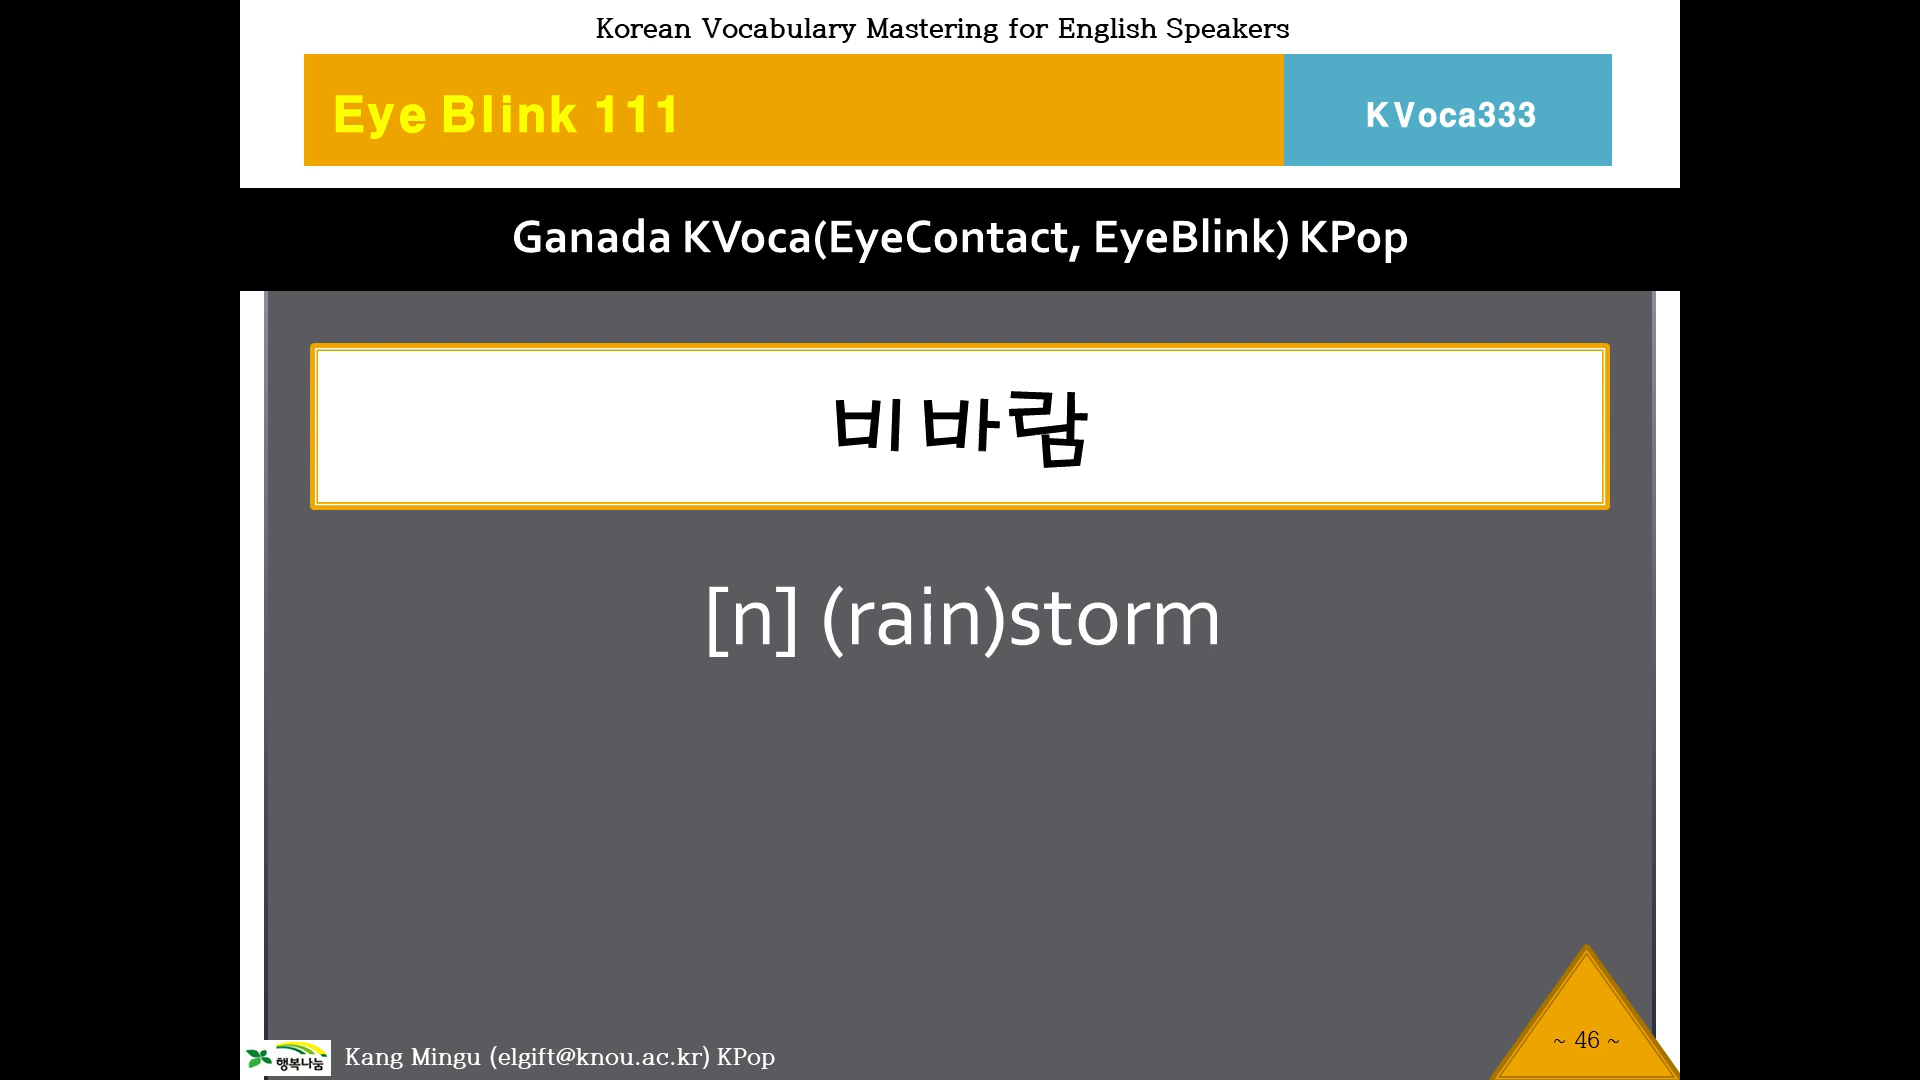 Korean Vocabulary Mastering for English Speakers
Eye Blink 111
KVoca333
Ganada KVoca(EyeContact, EyeBlink) KPop
비바람
[n] (rain)storm
행복나눔
Kang Mingu (elgift@knou.ac.kr) KPop
~ 46 ~